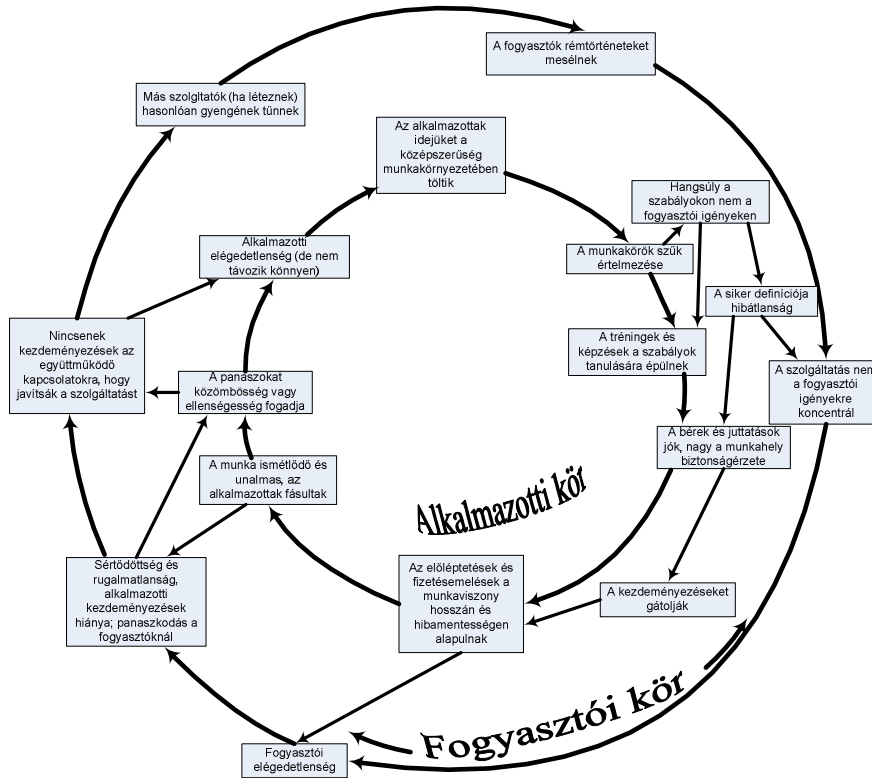 A fogyasztók rémtörténeteket
mesélnek
Más szolgltatók (ha léteznek)
hasonlóan gyengének tűnnek
Az alkalmazottak
idejüket a
középszerűség
munkakörnyezetében
töltik
Hangsúly a
szabályokon nem a
fogyasztói igényeken
Alkalmazotti
elégedetlenség (de nem
távozik könnyen)
A munkakörök szűk
értelmezése
A siker definíciója
hibátlanság
Nincsenek
kezdeményezések az
együttműködő
kapcsolatokra, hogy
javítsák a szolgáltatást
A tréningek és
képzések a szabályok
tanulására épülnek
A szolgáltatás nem
a fogyasztói
igényekre
koncentrál
A panaszokat
közömbösség vagy
ellenségesség fogadja
A bérek és juttatások
jók, nagy a munkahely
biztonságérzete
A munka ismétlődő és
unalmas, az
alkalmazottak fásultak
Alkalmazotti kör
Sértődöttség és
rugalmatlanság,
alkalmazotti
kezdeményezések
hiánya; panaszkodás a
fogyasztóknál
Az előléptetések és
fizetésemelések a
munkaviszony
hosszán és
hibamentességen
alapulnak
A kezdeményezéseket
gátolják
Fogyasztói kör
Fogyasztói
elégedetlenség